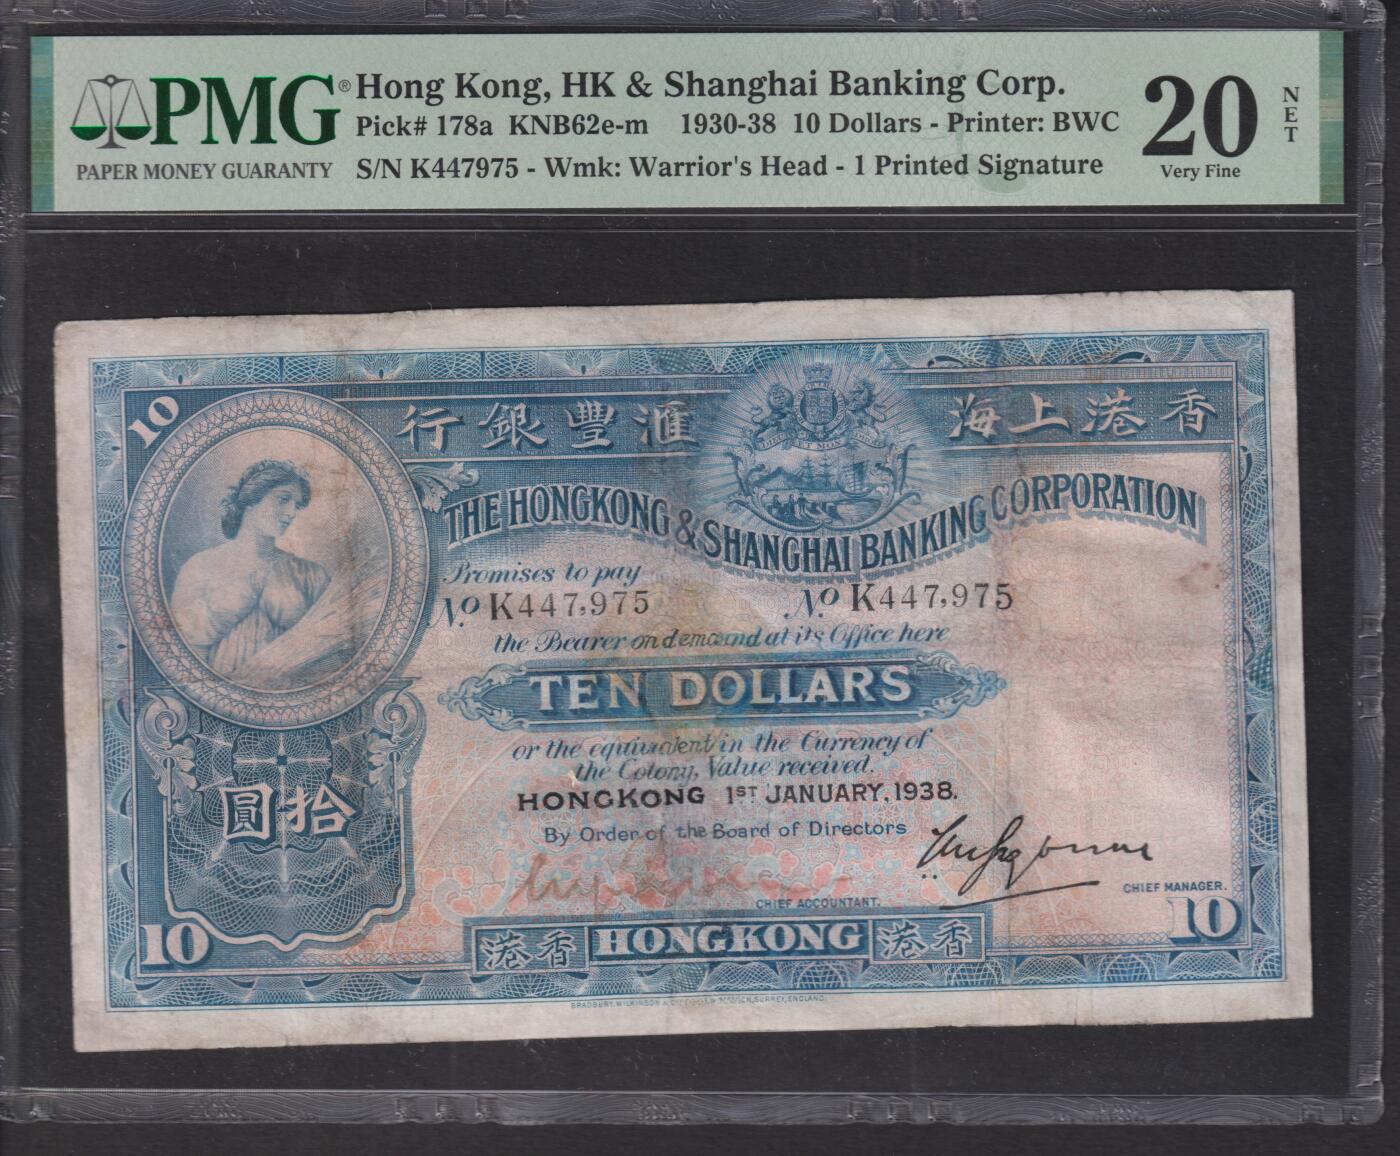 PMG® Hong Kong, HK & Shanghai Banking Corp.
PAPER MONEY GUARANTY
Pick# 178a KNB62e-m 1930-38 10 Dollars - Printer: BWC
S/N K447975 - Wmk: Warrior's Head - 1 Printed Signature
20 NET
Very Fine
10
行銀豐滙
海上港香
THE HONGKONG & SHANGHAI BANKING CORPORATION
Promises to pay
No. K447,975 No. K447,975
the Bearer on demand at its Office here
TEN DOLLARS
or the equivalent in the Currency of
the Colony, Value received.
HONGKONG 1ST JANUARY, 1938.
By Order of the Board of Directors
圓拾
CHIEF ACCOUNTANT.
CHIEF MANAGER.
10
港香 HONGKONG 港香
10